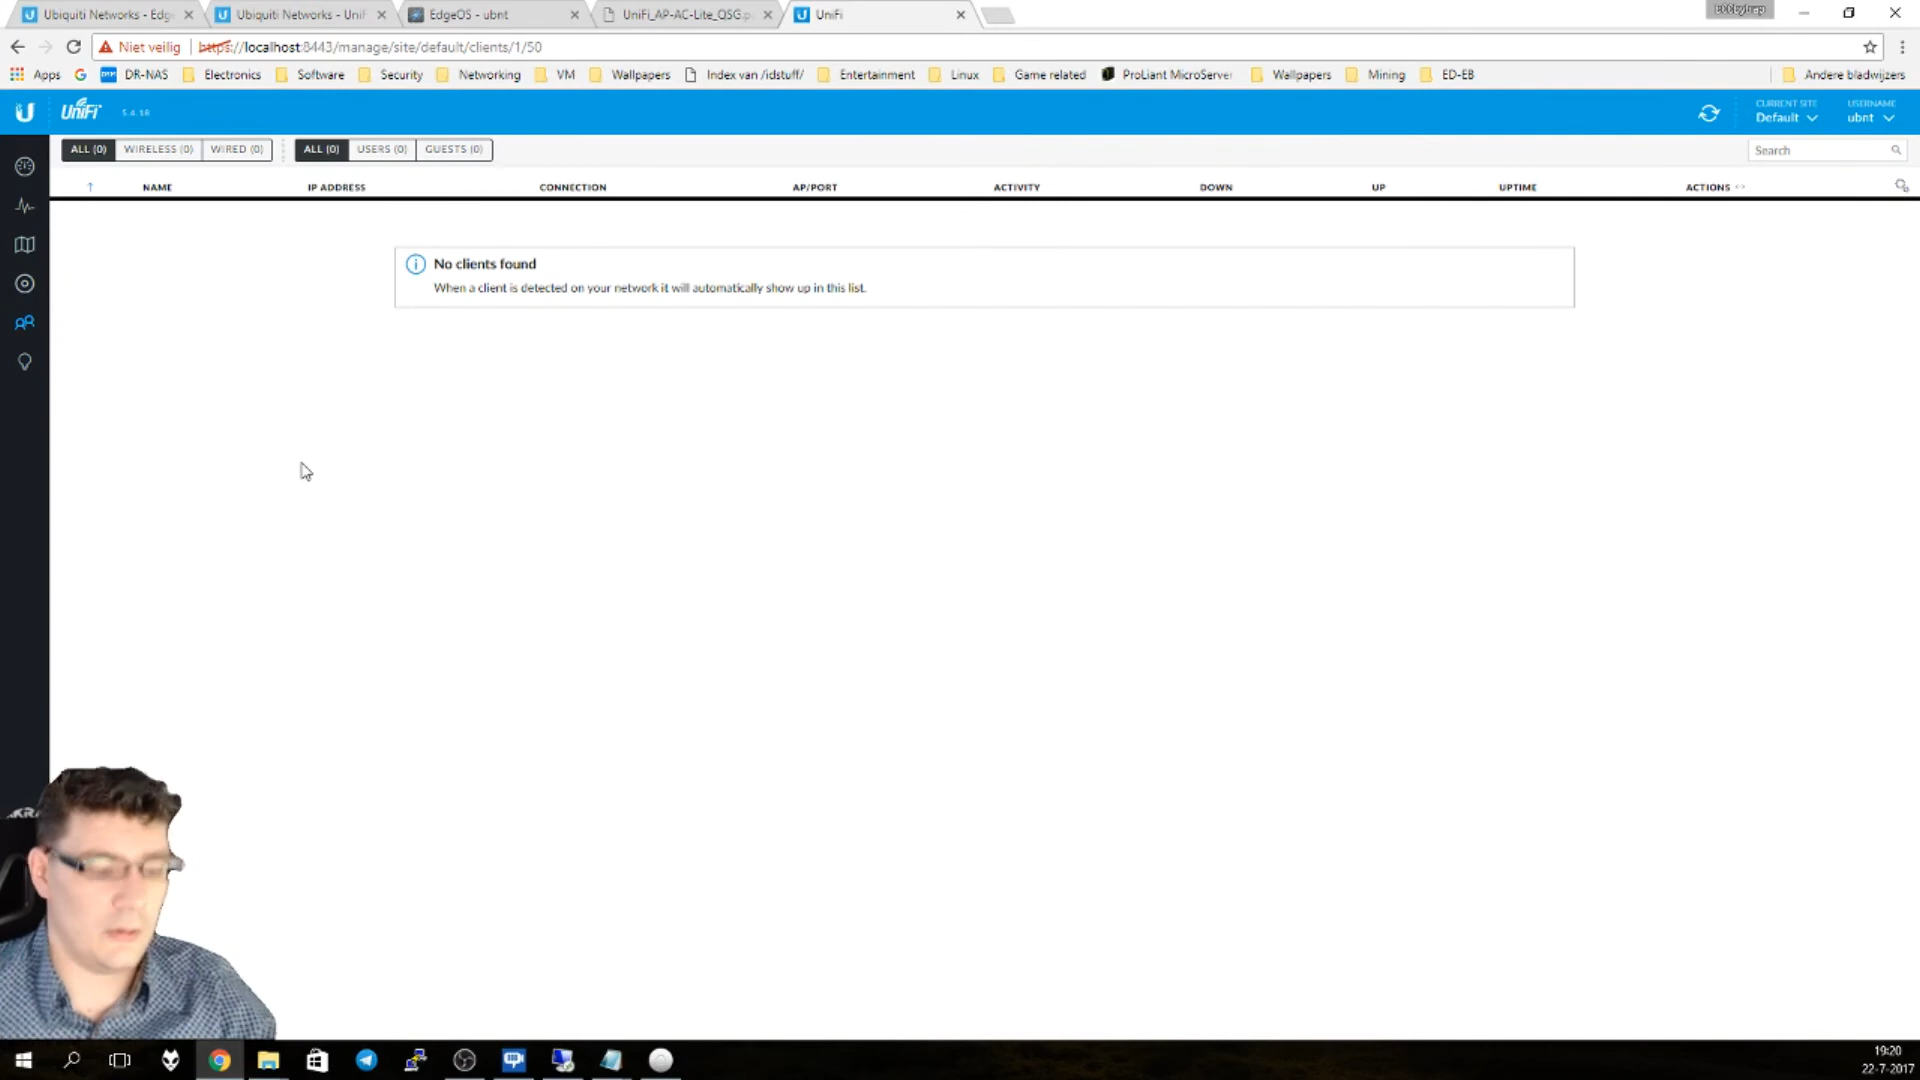 Ubiquiti Networks - Edg
Ubiquiti Networks - Unif
EdgeOS - ubnt
UniFi_AP-AC-Lite_QSG.p
UniFi
Niet veilig
https://localhost:8443/manage/site/default/clients/1/50
Apps
DR-NAS
Electronics
Software
Security
Networking
VM
Wallpapers
Index van /idstuff/
Entertainment
Linux
Game related
ProLiant MicroServer
Wallpapers
Mining
ED-EB
Andere bladwijzers
UniFi
5.4.18
CURRENT SITE
Default
USERNAME
ubnt
ALL (0)
WIRELESS (0)
WIRED (0)
ALL (0)
USERS (0)
GUESTS (0)
Search
NAME
IP ADDRESS
CONNECTION
AP/PORT
ACTIVITY
DOWN
UP
UPTIME
ACTIONS
No clients found
When a client is detected on your network it will automatically show up in this list.
19:20
22-7-2017